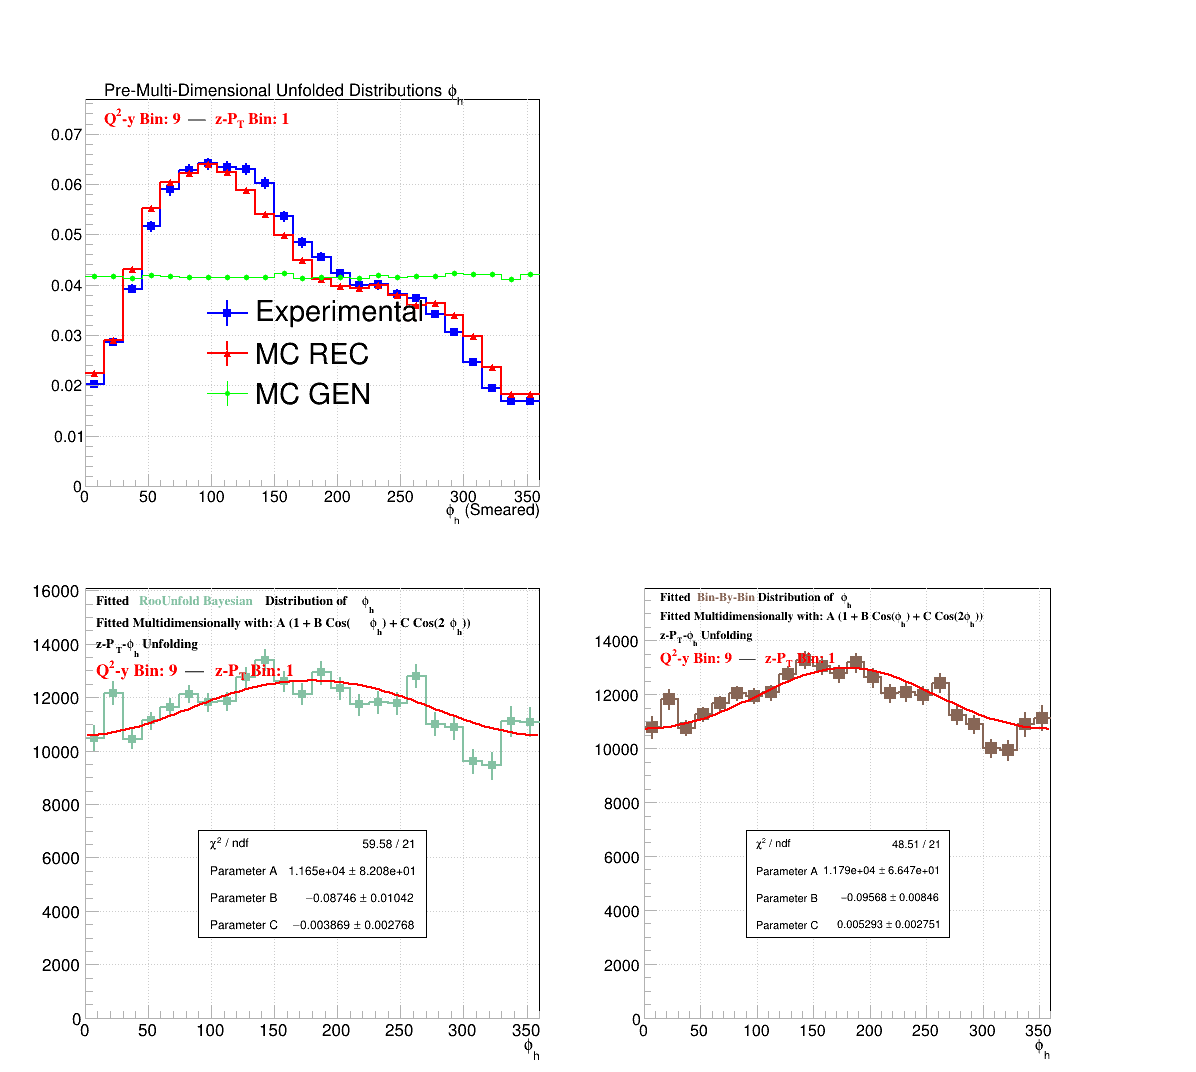 Pre-Multi-Dimensional Unfolded Distributions ϕ_h
Q²-y Bin: 9 — z-P_T Bin: 1
0.07
0.06
0.05
0.04
0.03
0.02
0.01
0
Experimental
MC REC
MC GEN
0 50 100 150 200 250 300 350
ϕ_h (Smeared)
Fitted RooUnfold Bayesian Distribution of ϕ_h
Fitted Multidimensionally with: A (1 + B Cos( ϕ_h) + C Cos(2 ϕ_h))
z-P_T-ϕ_h Unfolding
Q²-y Bin: 9 — z-P_T Bin: 1
16000
14000
12000
10000
8000
6000
4000
2000
0
χ² / ndf 59.58 / 21
Parameter A 1.165e+04 ± 8.208e+01
Parameter B −0.08746 ± 0.01042
Parameter C −0.003869 ± 0.002768
0 50 100 150 200 250 300 350
ϕ_h
Fitted Bin-By-Bin Distribution of ϕ_h
Fitted Multidimensionally with: A (1 + B Cos(ϕ_h) + C Cos(2ϕ_h))
z-P_T-ϕ_h Unfolding
Q²-y Bin: 9 — z-P_T Bin: 1
14000
12000
10000
8000
6000
4000
2000
0
χ² / ndf 48.51 / 21
Parameter A 1.179e+04 ± 6.647e+01
Parameter B −0.09568 ± 0.00846
Parameter C 0.005293 ± 0.002751
0 50 100 150 200 250 300 350
ϕ_h